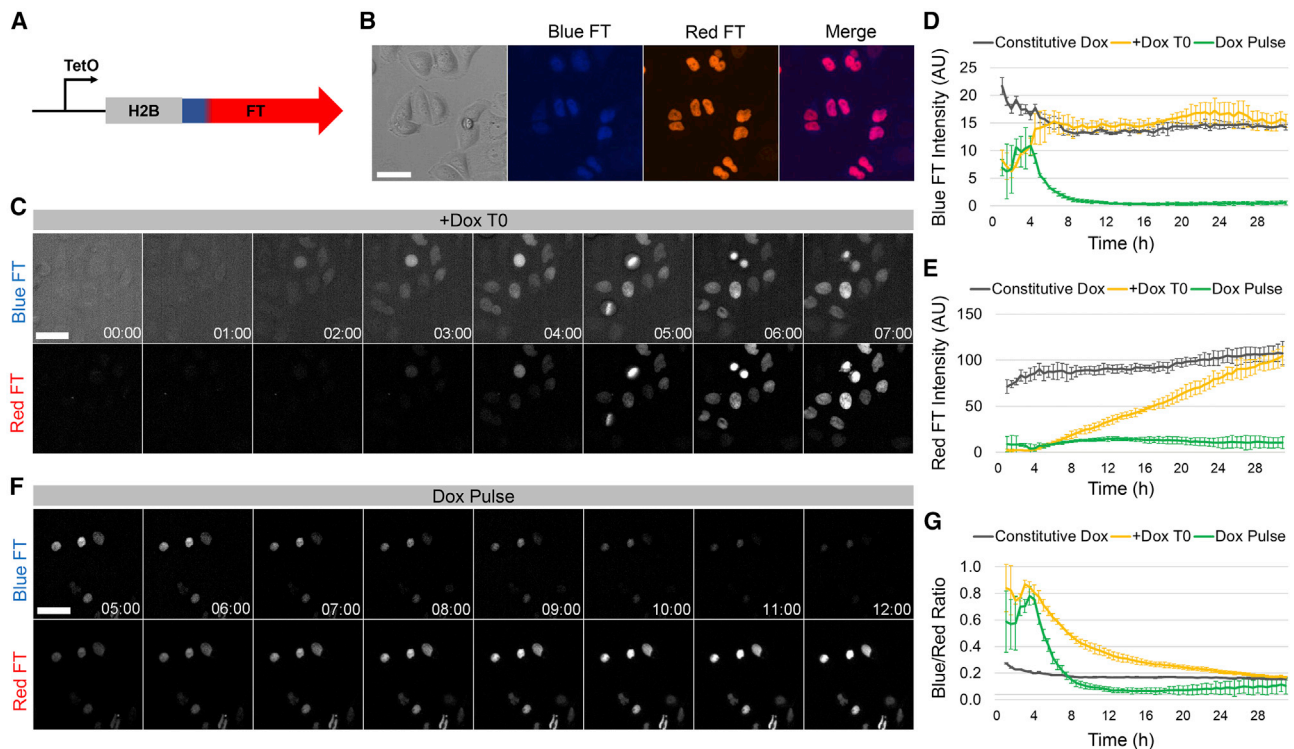 A
TetO
H2B
FT
B
Blue FT
Red FT
Merge
C
+Dox T0
Blue FT
00:00
01:00
02:00
03:00
04:00
05:00
06:00
07:00
Red FT
F
Dox Pulse
Blue FT
05:00
06:00
07:00
08:00
09:00
10:00
11:00
12:00
Red FT
D
Constitutive Dox +Dox T0 Dox Pulse
Blue FT Intensity (AU)
25
20
15
10
5
0
0 4 8 12 16 20 24 28
Time (h)
E
Constitutive Dox +Dox T0 Dox Pulse
Red FT Intensity (AU)
150
100
50
0
0 4 8 12 16 20 24 28
Time (h)
G
Constitutive Dox +Dox T0 Dox Pulse
Blue/Red Ratio
1.0
0.8
0.6
0.4
0.2
0.0
0 4 8 12 16 20 24 28
Time (h)